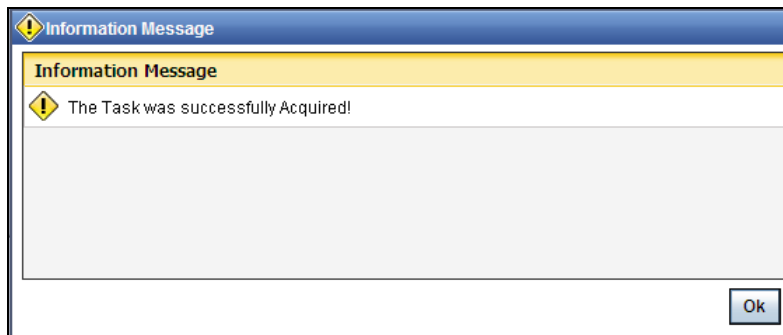 Information Message
Information Message
The Task was successfully Acquired!
Ok